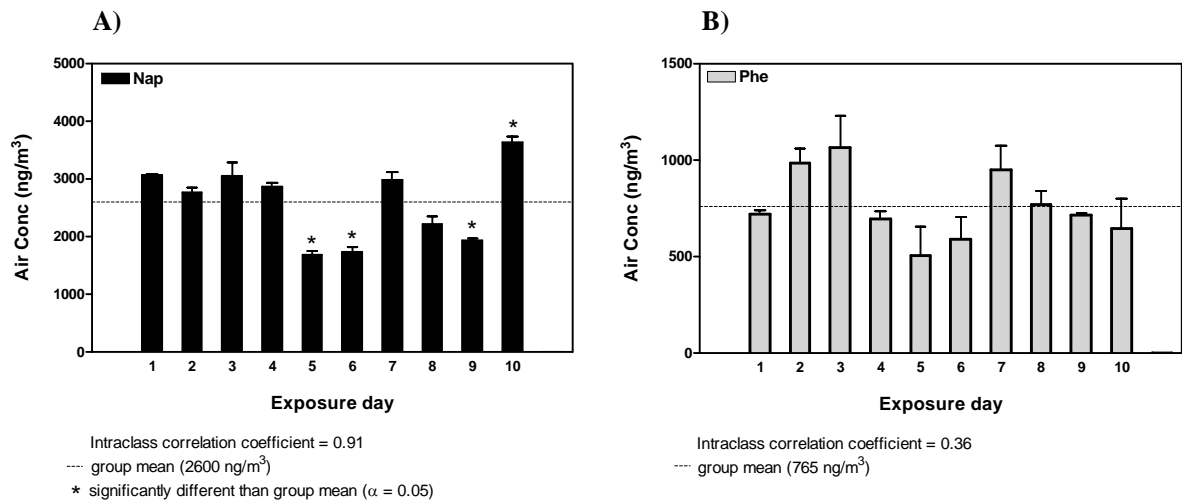 A)
Nap
5000
4000
3000
2000
1000
0
Air Conc (ng/m³)
* * * *
1 2 3 4 5 6 7 8 9 10
Exposure day
Intraclass correlation coefficient = 0.91
---- group mean (2600 ng/m³)
* significantly different than group mean (α = 0.05)
B)
Phe
1500
1000
500
0
Air Conc (ng/m³)
1 2 3 4 5 6 7 8 9 10
Exposure day
Intraclass correlation coefficient = 0.36
---- group mean (765 ng/m³)